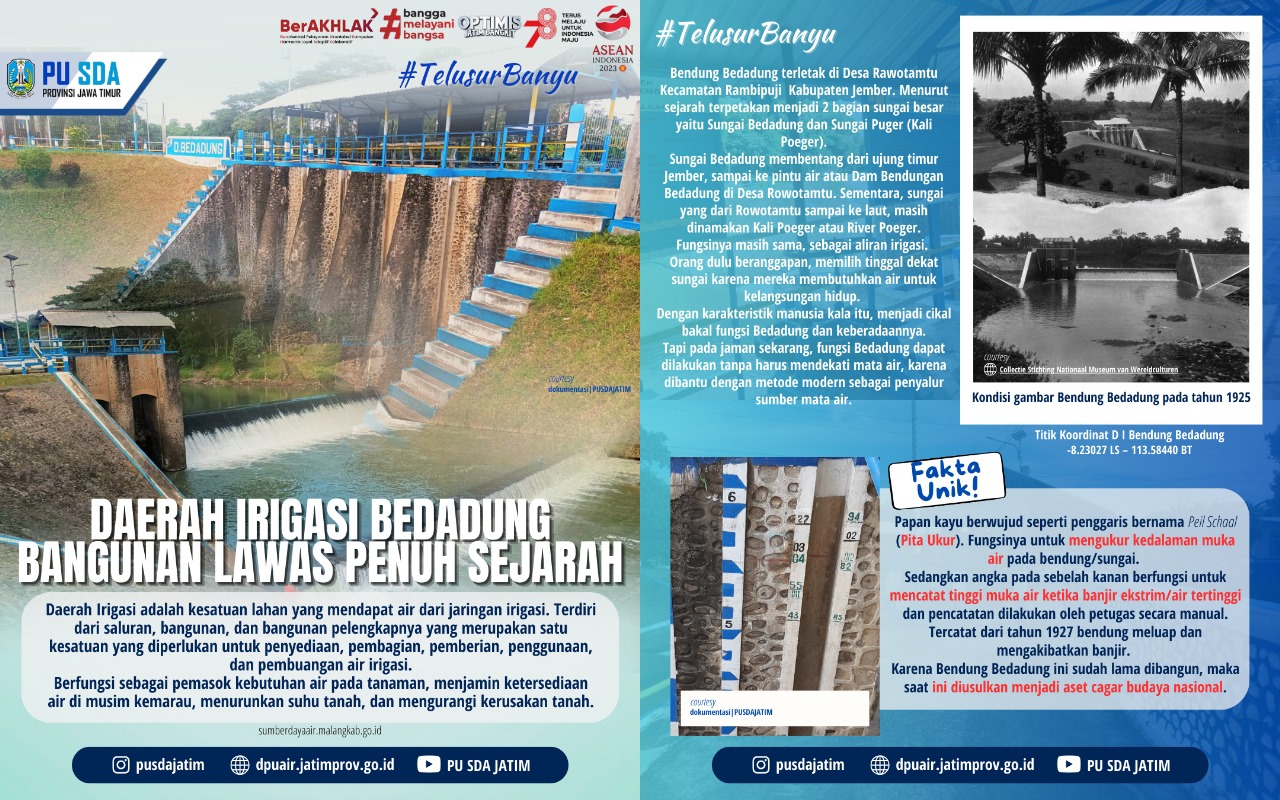 BerAKHLAK
# bangga
melayani
bangsa
OPTIMIS
JATIM BANGKIT
78
TERUS
MELAJU
UNTUK
INDONESIA
MAJU
ASEAN
INDONESIA
2023
PU SDA
PROVINSI JAWA TIMUR
#TelusurBanyu
D.BEDADUNG
courtesy
dokumentasi|PUSDAJATIM
DAERAH IRIGASI BEDADUNG
BANGUNAN LAWAS PENUH SEJARAH
Daerah Irigasi adalah kesatuan lahan yang mendapat air dari jaringan irigasi. Terdiri
dari saluran, bangunan, dan bangunan pelengkapnya yang merupakan satu
kesatuan yang diperlukan untuk penyediaan, pembagian, pemberian, penggunaan,
dan pembuangan air irigasi.
Berfungsi sebagai pemasok kebutuhan air pada tanaman, menjamin ketersediaan
air di musim kemarau, menurunkan suhu tanah, dan mengurangi kerusakan tanah.
sumberdayaair.malangkab.go.id
pusdajatim dpuair.jatimprov.go.id PU SDA JATIM
#TelusurBanyu
Bendung Bedadung terletak di Desa Rawotamtu
Kecamatan Rambipuji Kabupaten Jember. Menurut
sejarah terpetakan menjadi 2 bagian sungai besar
yaitu Sungai Bedadung dan Sungai Puger (Kali
Poeger).
Sungai Bedadung membentang dari ujung timur
Jember, sampai ke pintu air atau Dam Bendungan
Bedadung di Desa Rowotamtu. Sementara, sungai
yang dari Rowotamtu sampai ke laut, masih
dinamakan Kali Poeger atau River Poeger.
Fungsinya masih sama, sebagai aliran irigasi.
Orang dulu beranggapan, memilih tinggal dekat
sungai karena mereka membutuhkan air untuk
kelangsungan hidup.
Dengan karakteristik manusia kala itu, menjadi cikal
bakal fungsi Bedadung dan keberadaannya.
Tapi pada jaman sekarang, fungsi Bedadung dapat
dilakukan tanpa harus mendekati mata air, karena
dibantu dengan metode modern sebagai penyalur
sumber mata air.
courtesy
Collectie Stichting Nationaal Museum van Wereldculturen
Kondisi gambar Bendung Bedadung pada tahun 1925
Titik Koordinat D I Bendung Bedadung
-8.23027 LS – 113.58440 BT
6
5
27
03
04
55
43
94
02
82
85
courtesy
dokumentasi|PUSDAJATIM
Fakta
Unik!
Papan kayu berwujud seperti penggaris bernama Peil Schaal
(Pita Ukur). Fungsinya untuk mengukur kedalaman muka
air pada bendung/sungai.
Sedangkan angka pada sebelah kanan berfungsi untuk
mencatat tinggi muka air ketika banjir ekstrim/air tertinggi
dan pencatatan dilakukan oleh petugas secara manual.
Tercatat dari tahun 1927 bendung meluap dan
mengakibatkan banjir.
Karena Bendung Bedadung ini sudah lama dibangun, maka
saat ini diusulkan menjadi aset cagar budaya nasional.
pusdajatim dpuair.jatimprov.go.id PU SDA JATIM